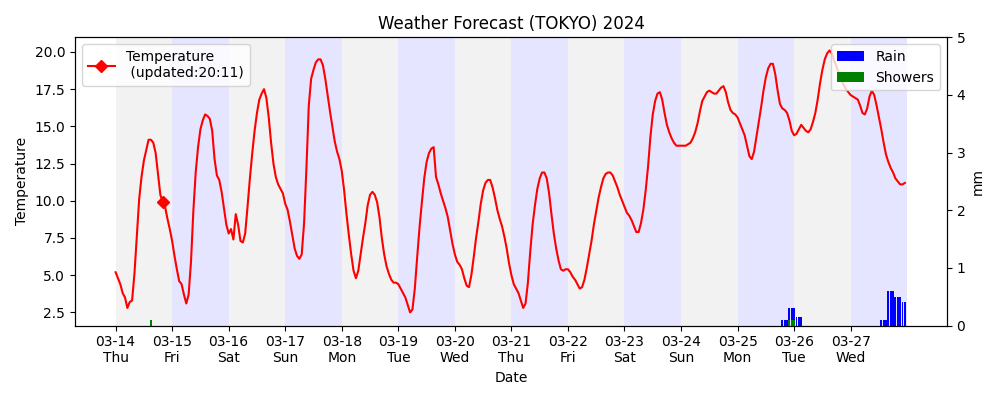 Weather Forecast (TOKYO) 2024
Temperature
(updated:20:11)
Rain
Showers
Temperature
20.0
17.5
15.0
12.5
10.0
7.5
5.0
2.5
5
4
3
2
1
0
mm
03-14 03-15 03-16 03-17 03-18 03-19 03-20 03-21 03-22 03-23 03-24 03-25 03-26 03-27
Thu Fri Sat Sun Mon Tue Wed Thu Fri Sat Sun Mon Tue Wed
Date